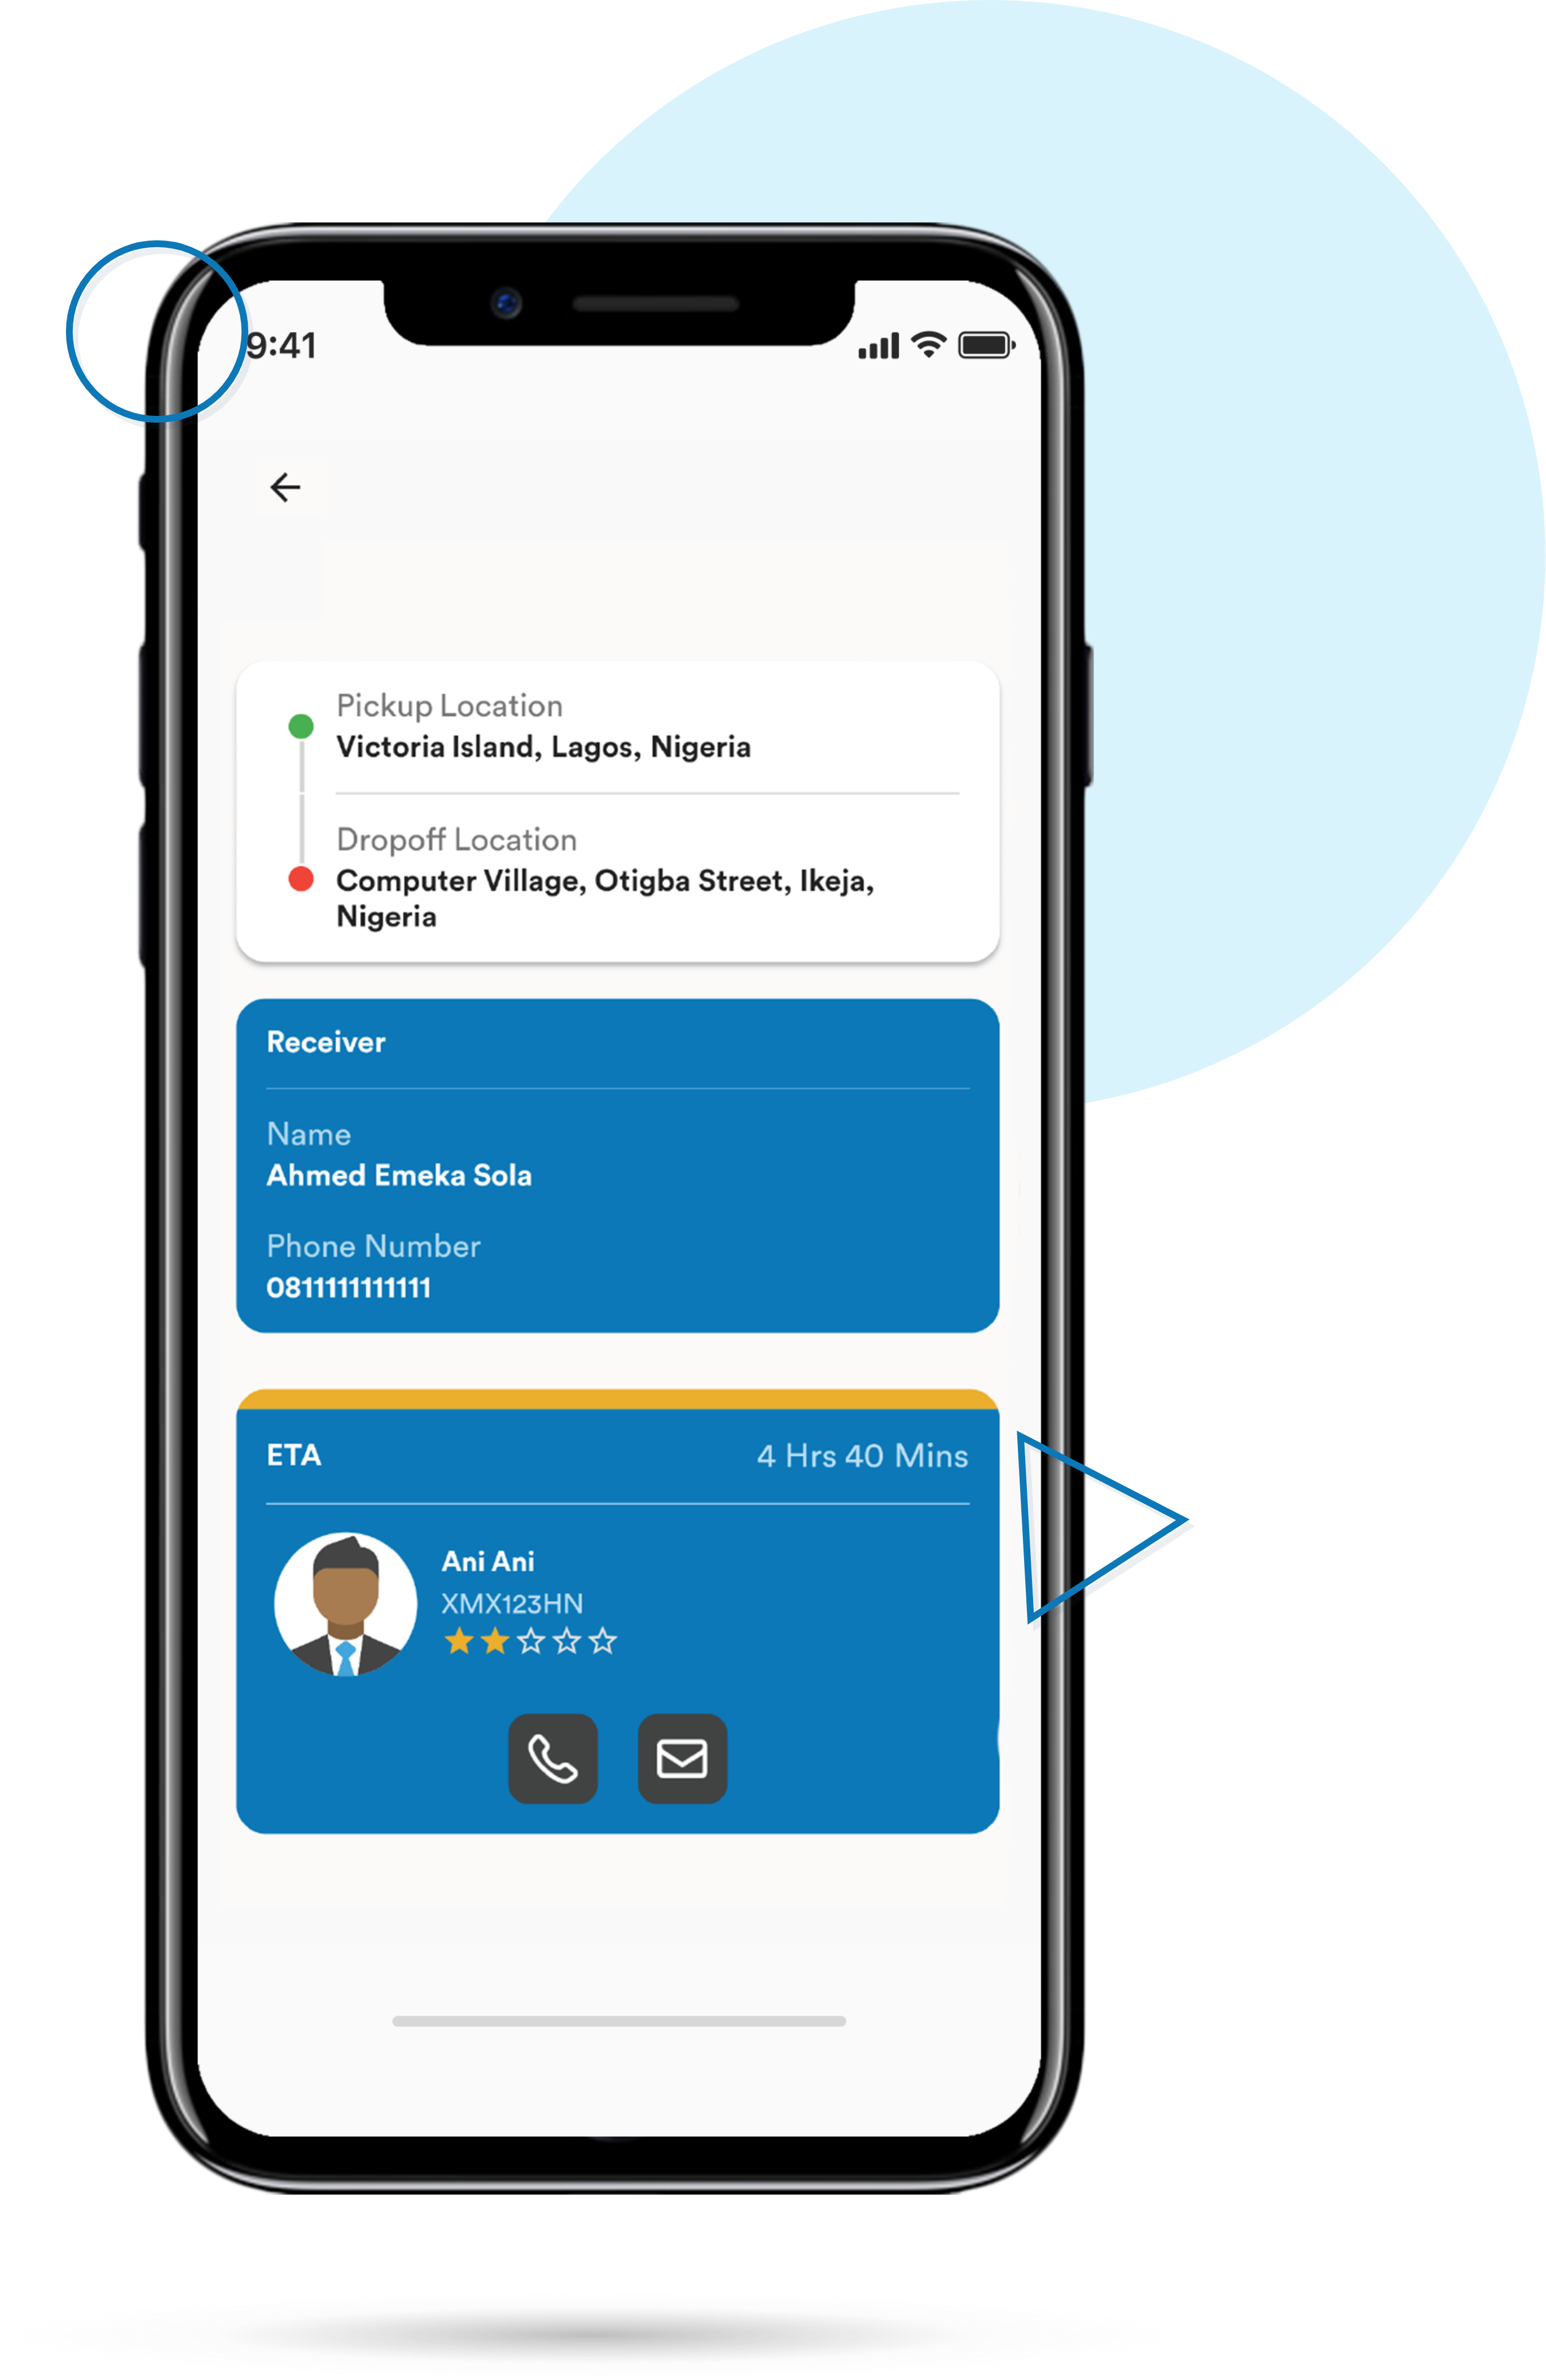 9:41
Pickup Location
Victoria Island, Lagos, Nigeria
Dropoff Location
Computer Village, Otigba Street, Ikeja,
Nigeria
Receiver
Name
Ahmed Emeka Sola
Phone Number
0811111111111
ETA 4 Hrs 40 Mins
Ani Ani
XMX123HN